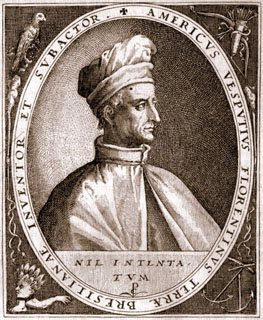 AMERICVS VESPVTIVS FLORENTINVS TERRÆ BRESILIANÆ INVENTOR ET SVBACTOR.
NIL INTENTA.
TVM